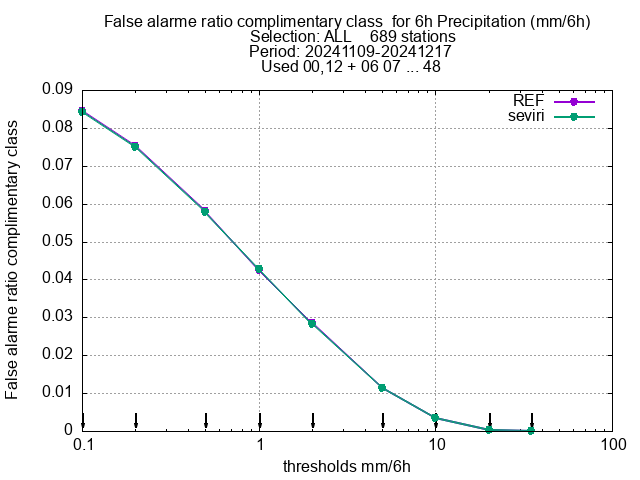 False alarme ratio complimentary class  for 6h Precipitation (mm/6h)
Selection: ALL    689 stations
Period: 20241109-20241217
Used 00,12 + 06 07 ... 48
REF
seviri
False alarme ratio complimentary class
0.09
0.08
0.07
0.06
0.05
0.04
0.03
0.02
0.01
0
0.1 1 10 100
thresholds mm/6h